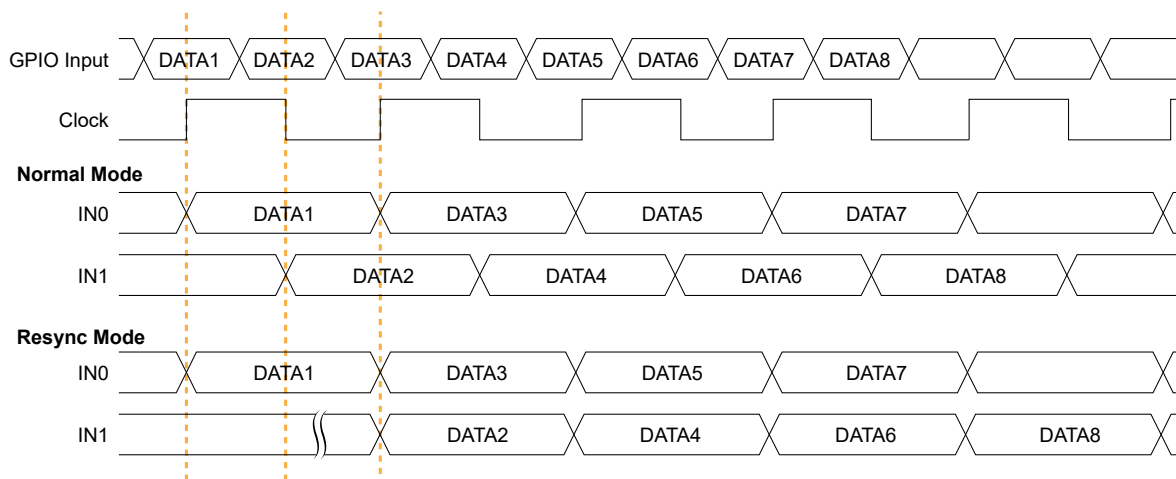 GPIO Input DATA1 DATA2 DATA3 DATA4 DATA5 DATA6 DATA7 DATA8
Clock
Normal Mode
IN0 DATA1 DATA3 DATA5 DATA7
IN1 DATA2 DATA4 DATA6 DATA8
Resync Mode
IN0 DATA1 DATA3 DATA5 DATA7
IN1 DATA2 DATA4 DATA6 DATA8